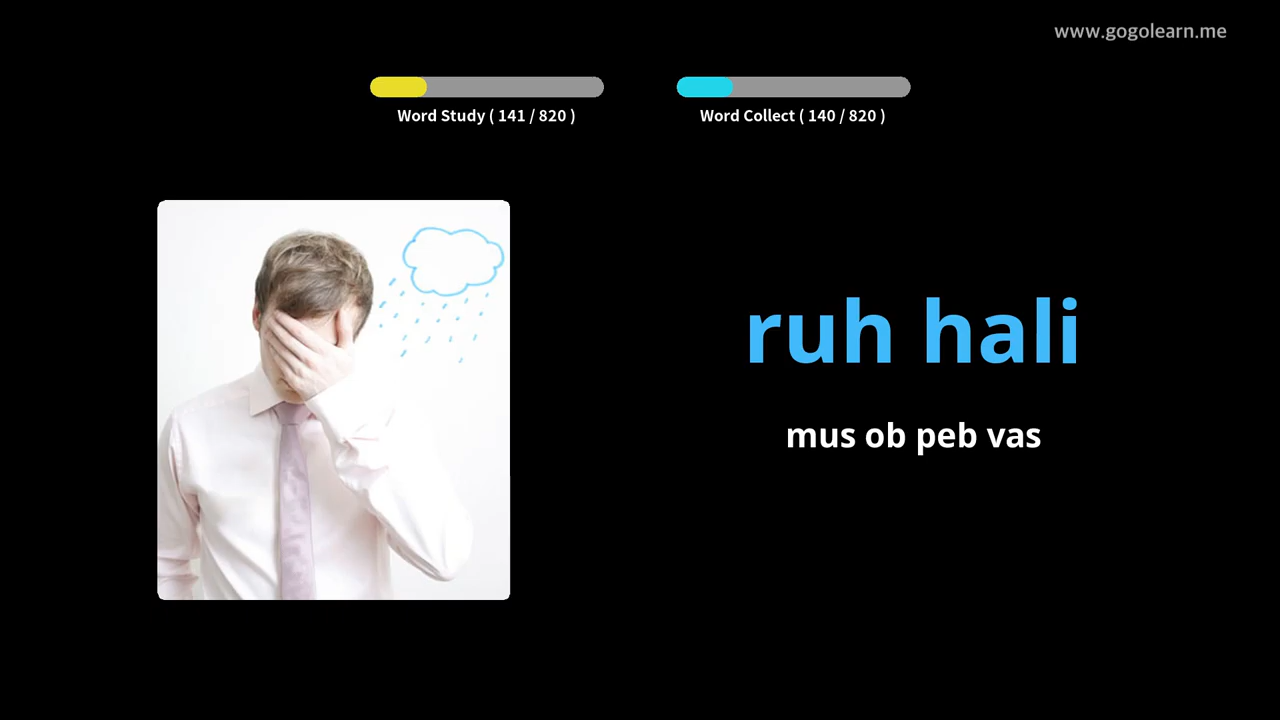 www.gogolearn.me
Word Study ( 141 / 820 )
Word Collect ( 140 / 820 )
ruh hali
mus ob peb vas